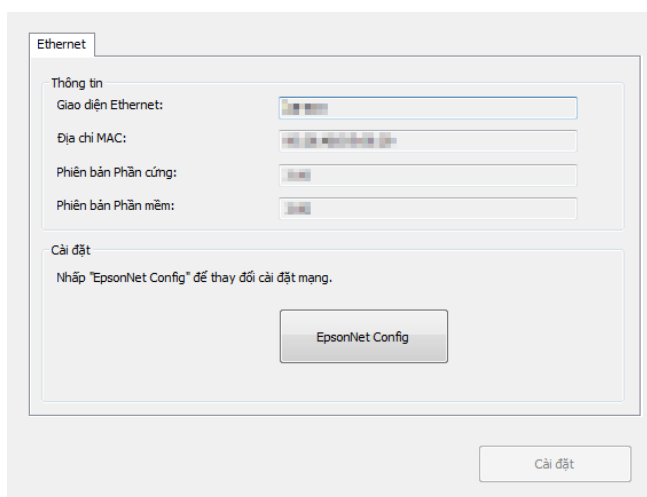 Ethernet
Thông tin
Giao diện Ethernet:
Địa chỉ MAC:
Phiên bản Phần cứng:
Phiên bản Phần mềm:
Cài đặt
Nhấp "EpsonNet Config" để thay đổi cài đặt mạng.
EpsonNet Config
Cài đặt